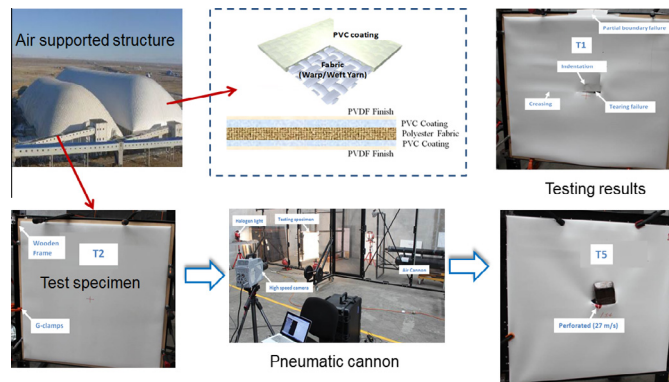 Air supported structure
PVC coating
Fabric
(Warp/Weft Yarn)
PVDF Finish
PVC Coating
Polyester Fabric
PVC Coating
PVDF Finish
Partial boundary failure
T1
Indentation
Creasing
Tearing failure
Testing results
Wooden
Frame
T2
Test specimen
G-clamps
Halogen light
Testing specimen
Air Cannon
High speed camera
Pneumatic cannon
T5
Perforated (27 m/s)